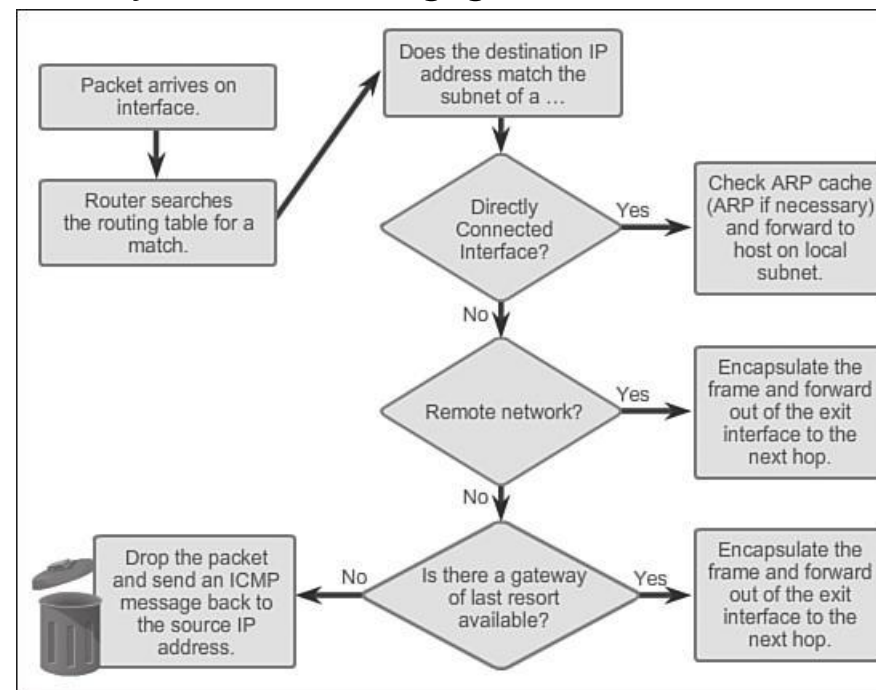 Packet arrives on
interface.
Router searches
the routing table for a
match.
Does the destination IP
address match the
subnet of a ...
Directly
Connected
Interface?
Yes
Check ARP cache
(ARP if necessary)
and forward to
host on local
subnet.
No
Remote network?
Yes
Encapsulate the
frame and forward
out of the exit
interface to the
next hop.
No
Is there a gateway
of last resort
available?
Yes
Encapsulate the
frame and forward
out of the exit
interface to the
next hop.
No
Drop the packet
and send an ICMP
message back to
the source IP
address.